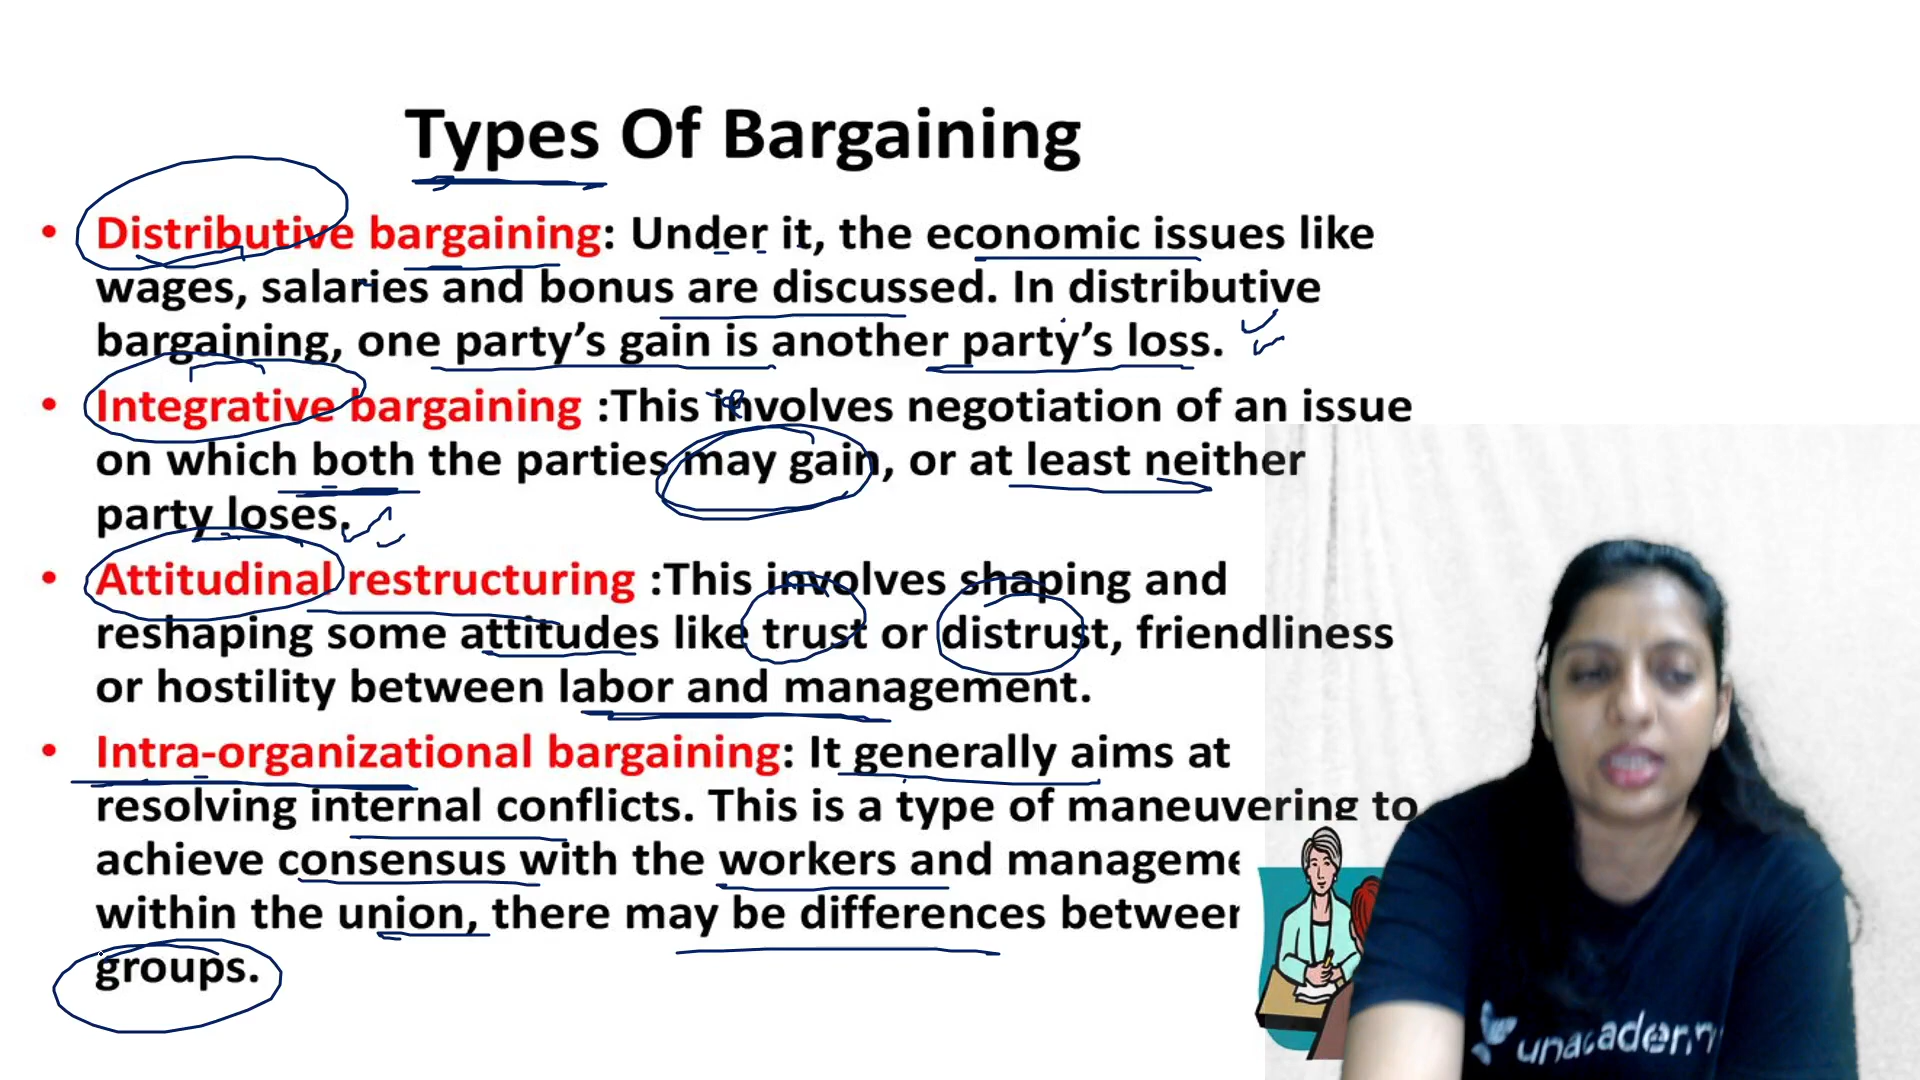 Types Of Bargaining
• Distributive bargaining: Under it, the economic issues like
wages, salaries and bonus are discussed. In distributive
bargaining, one party’s gain is another party’s loss.
• Integrative bargaining :This involves negotiation of an issue
on which both the parties may gain, or at least neither
party loses.
• Attitudinal restructuring :This involves shaping and
reshaping some attitudes like trust or distrust, friendliness
or hostility between labor and management.
• Intra-organizational bargaining: It generally aims at
resolving internal conflicts. This is a type of maneuvering to
achieve consensus with the workers and manageme
within the union, there may be differences between
groups.
unacademy